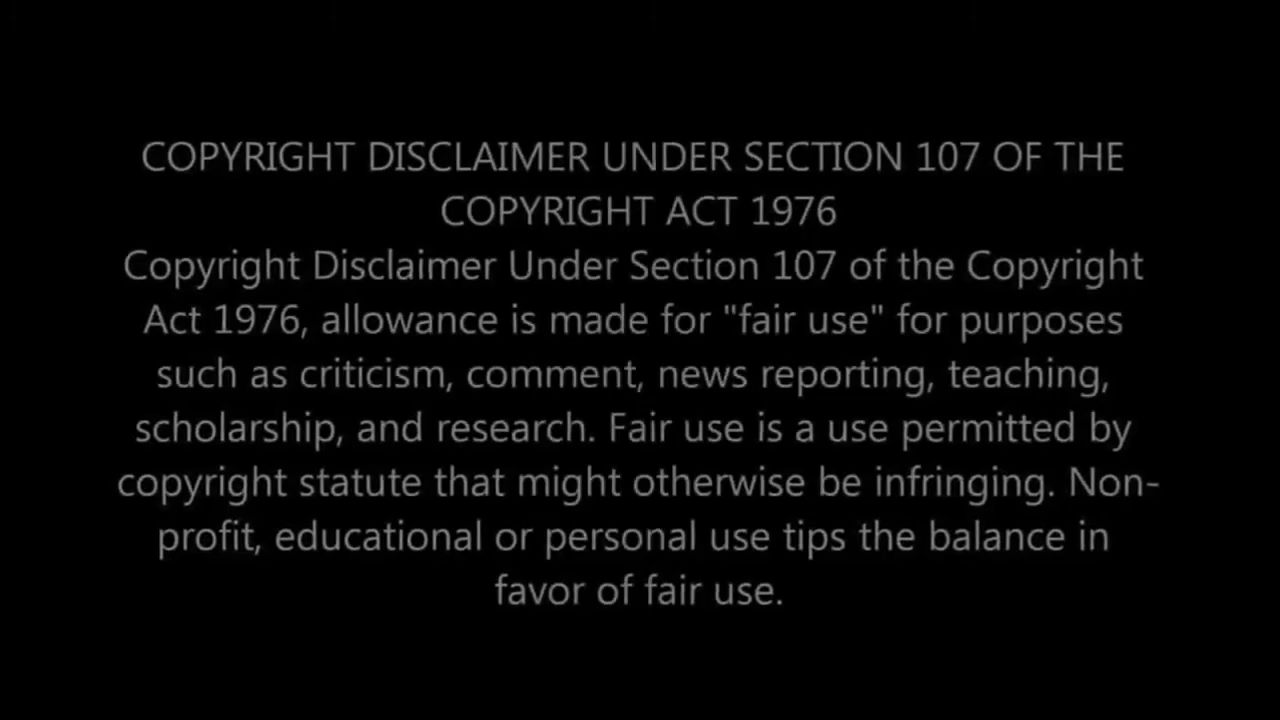 COPYRIGHT DISCLAIMER UNDER SECTION 107 OF THE
COPYRIGHT ACT 1976
Copyright Disclaimer Under Section 107 of the Copyright
Act 1976, allowance is made for "fair use" for purposes
such as criticism, comment, news reporting, teaching,
scholarship, and research. Fair use is a use permitted by
copyright statute that might otherwise be infringing. Non-
profit, educational or personal use tips the balance in
favor of fair use.